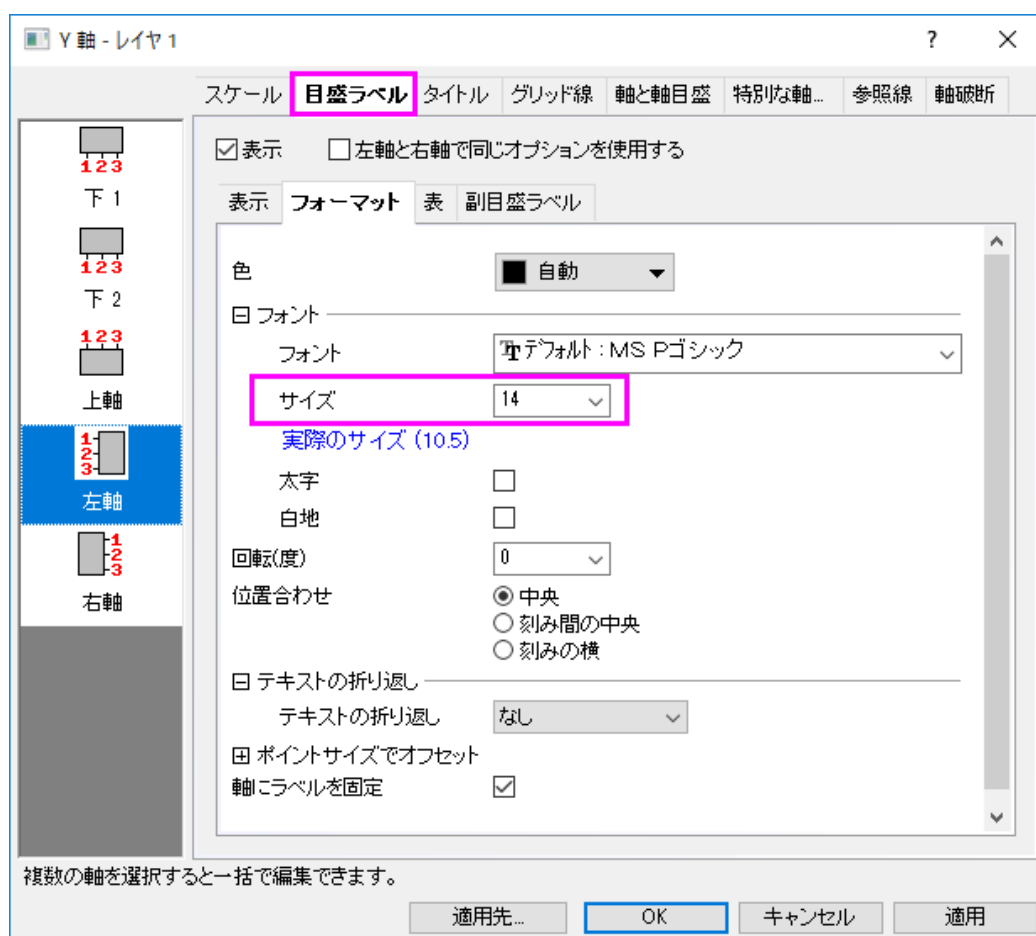 Y 軸 - レイヤ 1 ?
スケール 目盛ラベル タイトル グリッド線 軸と軸目盛 特別な軸... 参照線 軸破断
123
下 1
123
下 2
123
上軸
1
2
3
左軸
1
2
3
右軸
表示 左軸と右軸で同じオプションを使用する
表示 フォーマット 表 副目盛ラベル
色 自動
フォント
フォント デフォルト : MS Pゴシック
サイズ 14
実際のサイズ (10.5)
太字
白地
回転(度) 0
位置合わせ 中央
刻み間の中央
刻みの横
テキストの折り返し
テキストの折り返し なし
ポイントサイズでオフセット
軸にラベルを固定
複数の軸を選択すると一括で編集できます。
適用先... OK キャンセル 適用